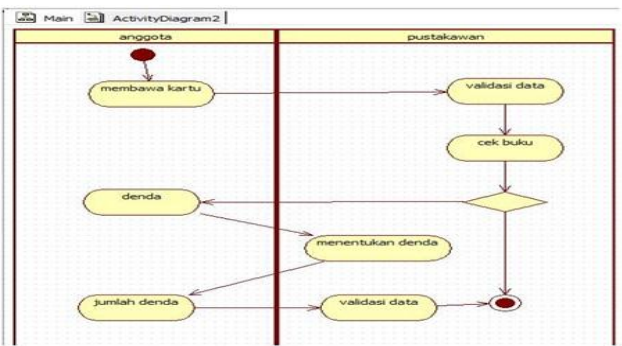 Main ActivityDiagram2
anggota pustakawan
membawa kartu validasi data
cek buku
denda
menentukan denda
jumlah denda validasi data